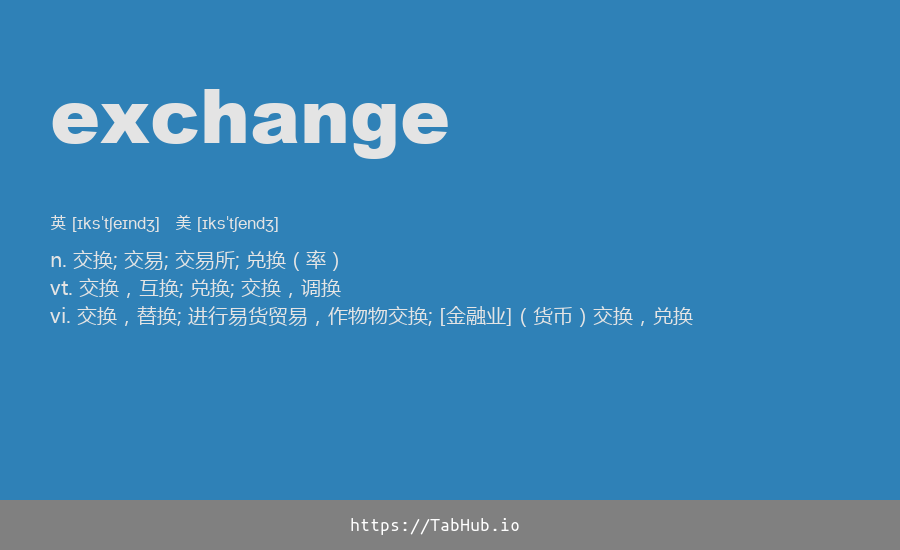 exchange
英 [ɪksˈtʃeɪndʒ] 美 [ɪksˈtʃendʒ]
n. 交换; 交易; 交易所; 兑换（率）
vt. 交换，互换; 兑换; 交换，调换
vi. 交换，替换; 进行易货贸易，作物物交换; [金融业]（货币）交换，兑换
https://TabHub.io